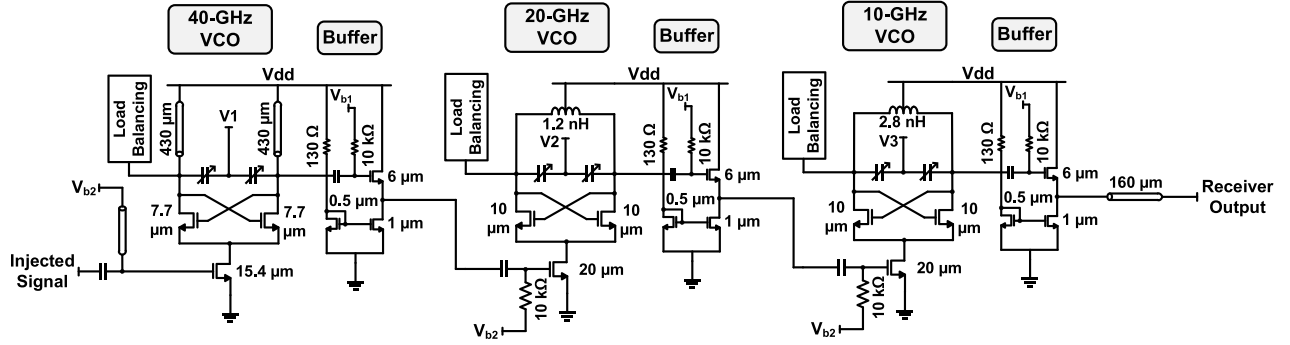 40-GHz
VCO
Buffer
20-GHz
VCO
Buffer
10-GHz
VCO
Buffer
Vdd
Vdd
Vdd
Load
Balancing
430 µm
V1
430 µm
130 Ω
Vb1
10 kΩ
6 µm
Load
Balancing
1.2 nH
V2
130 Ω
Vb1
10 kΩ
6 µm
Load
Balancing
2.8 nH
V3
130 Ω
Vb1
10 kΩ
6 µm
Vb2
7.7
µm
7.7
µm
0.5 µm
1 µm
10
µm
10
µm
0.5 µm
1 µm
10
µm
10
µm
0.5 µm
1 µm
160 µm
Receiver
Output
Injected
Signal
15.4 µm
20 µm
10 kΩ
Vb2
20 µm
10 kΩ
Vb2